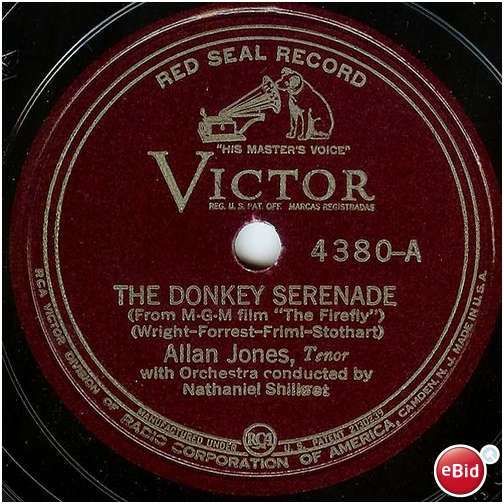 RED SEAL RECORD
"HIS MASTER'S VOICE"
VICTOR
REG. U.S. PAT. OFF. MARCAS REGISTRADAS
4380-A
THE DONKEY SERENADE
(From M-G-M film "The Firefly")
(Wright-Forrest-Friml-Stothart)
Allan Jones, Tenor
with Orchestra conducted by
Nathaniel Shilkret
MANUFACTURED UNDER RCA U.S. PATENT 2130239
RCA VICTOR DIVISION OF RADIO CORPORATION OF AMERICA, CAMDEN, N.J. MADE IN U.S.A.
eBid